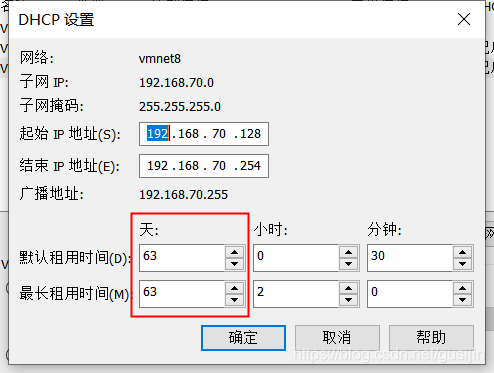 DHCP 设置
网络: vmnet8
子网 IP: 192.168.70.0
子网掩码: 255.255.255.0
起始 IP 地址(S): 192 . 168 . 70 . 128
结束 IP 地址(E): 192 . 168 . 70 . 254
广播地址: 192.168.70.255
天: 小时: 分钟:
默认租用时间(D): 63 0 30
最长租用时间(M): 63 2 0
确定 取消 帮助
https://blog.csdn.net/gusijin